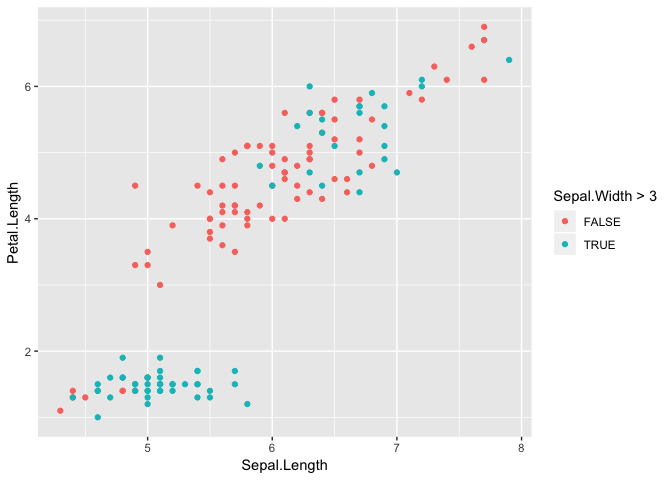 6
4
2
Petal.Length
5 6 7 8
Sepal.Length
Sepal.Width > 3
FALSE
TRUE